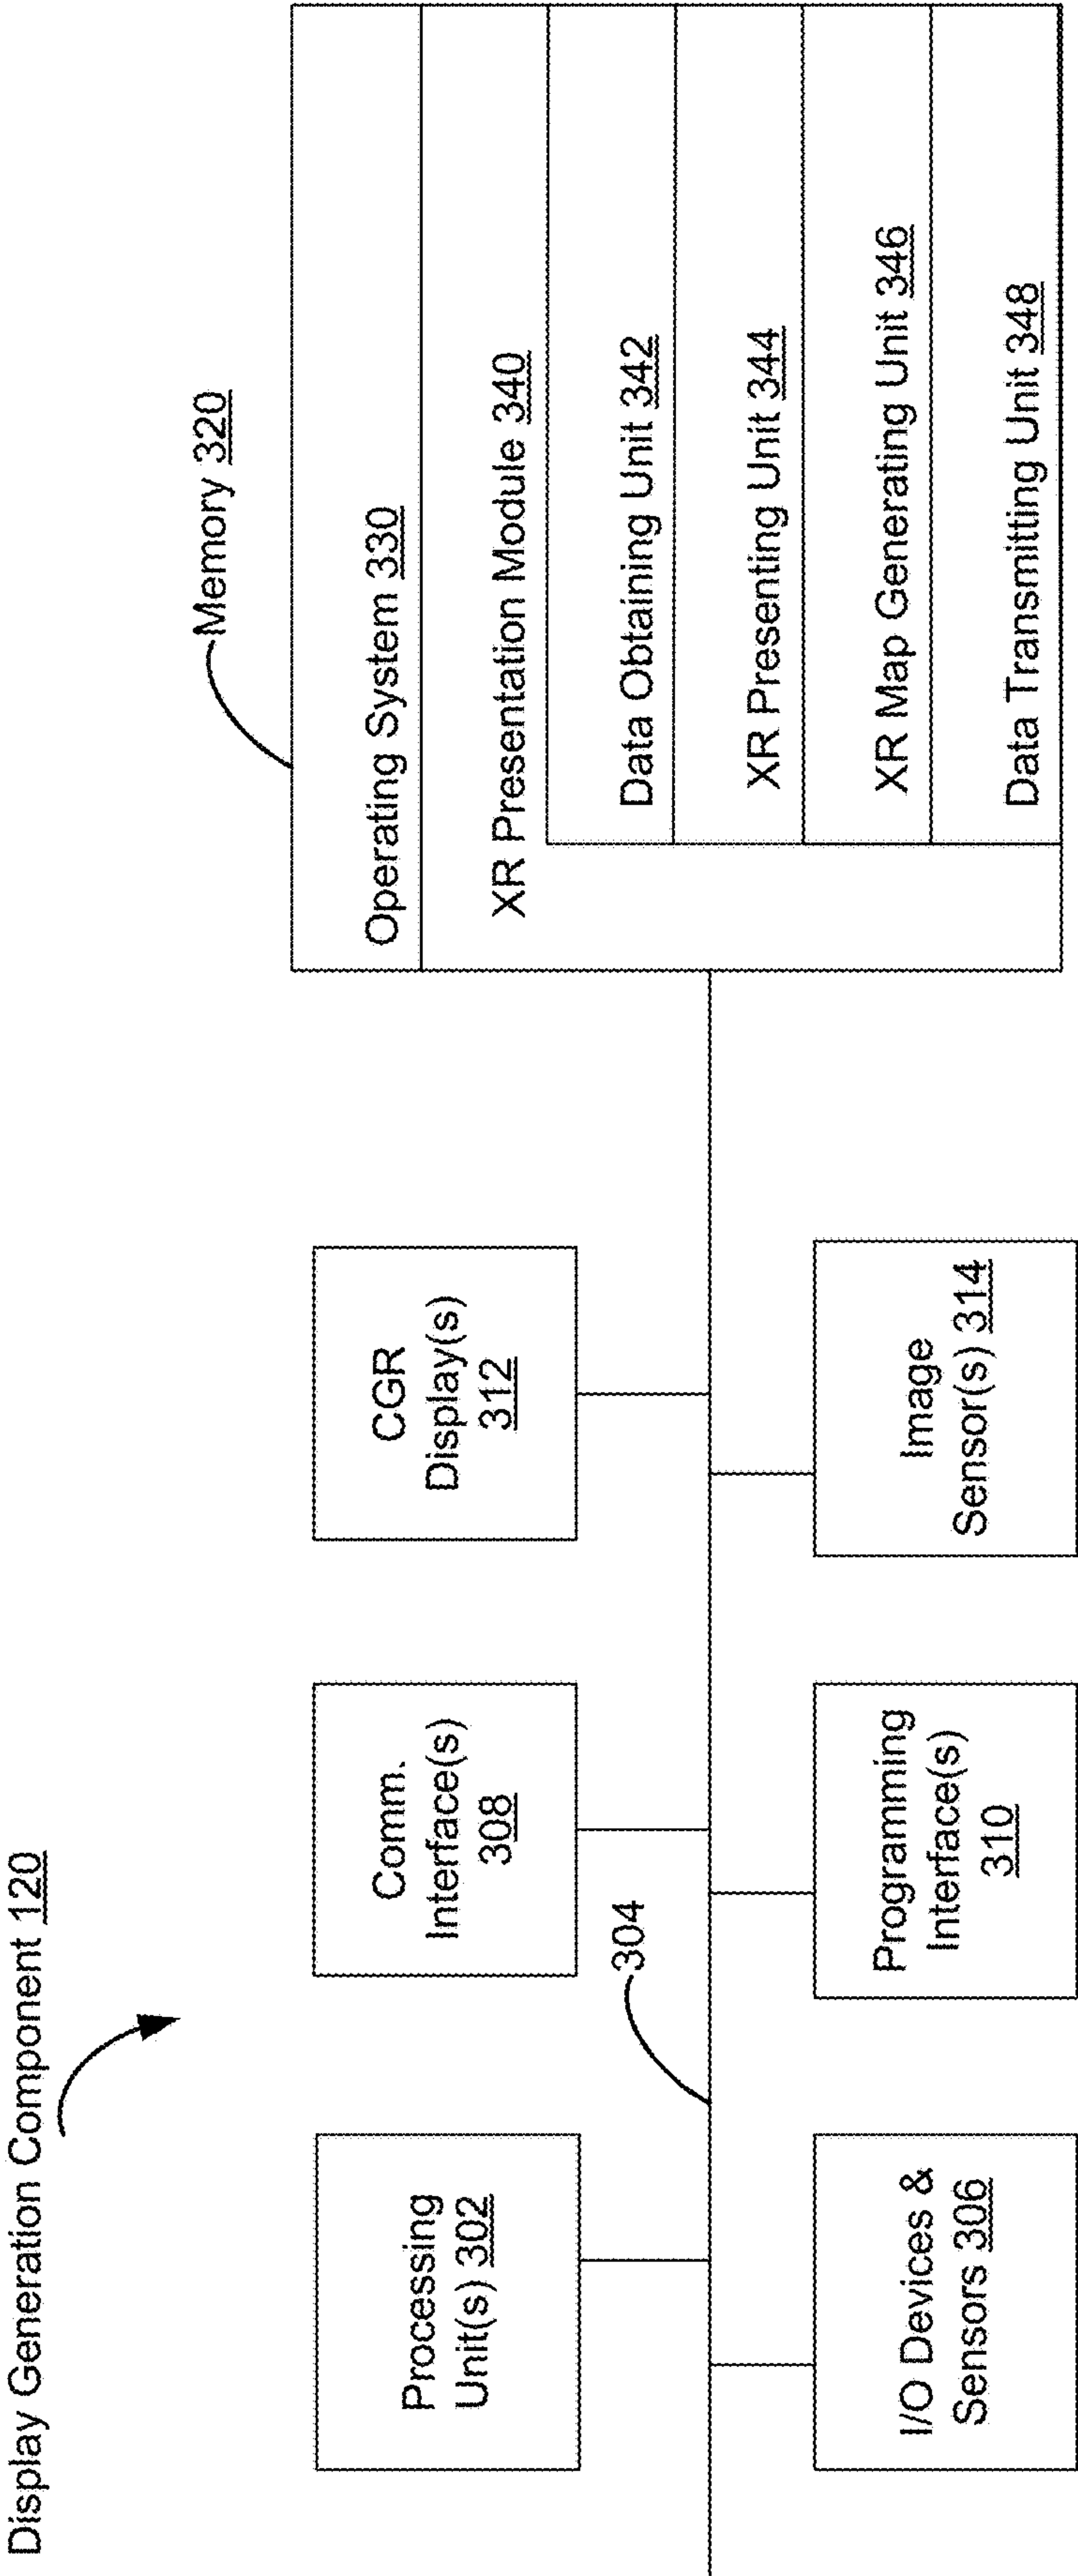 Display Generation Component 120
Processing
Unit(s) 302
Comm.
Interface(s)
308
CGR
Display(s)
312
304
I/O Devices &
Sensors 306
Programming
Interface(s)
310
Image
Sensor(s) 314
Memory 320
Operating System 330
XR Presentation Module 340
Data Obtaining Unit 342
XR Presenting Unit 344
XR Map Generating Unit 346
Data Transmitting Unit 348